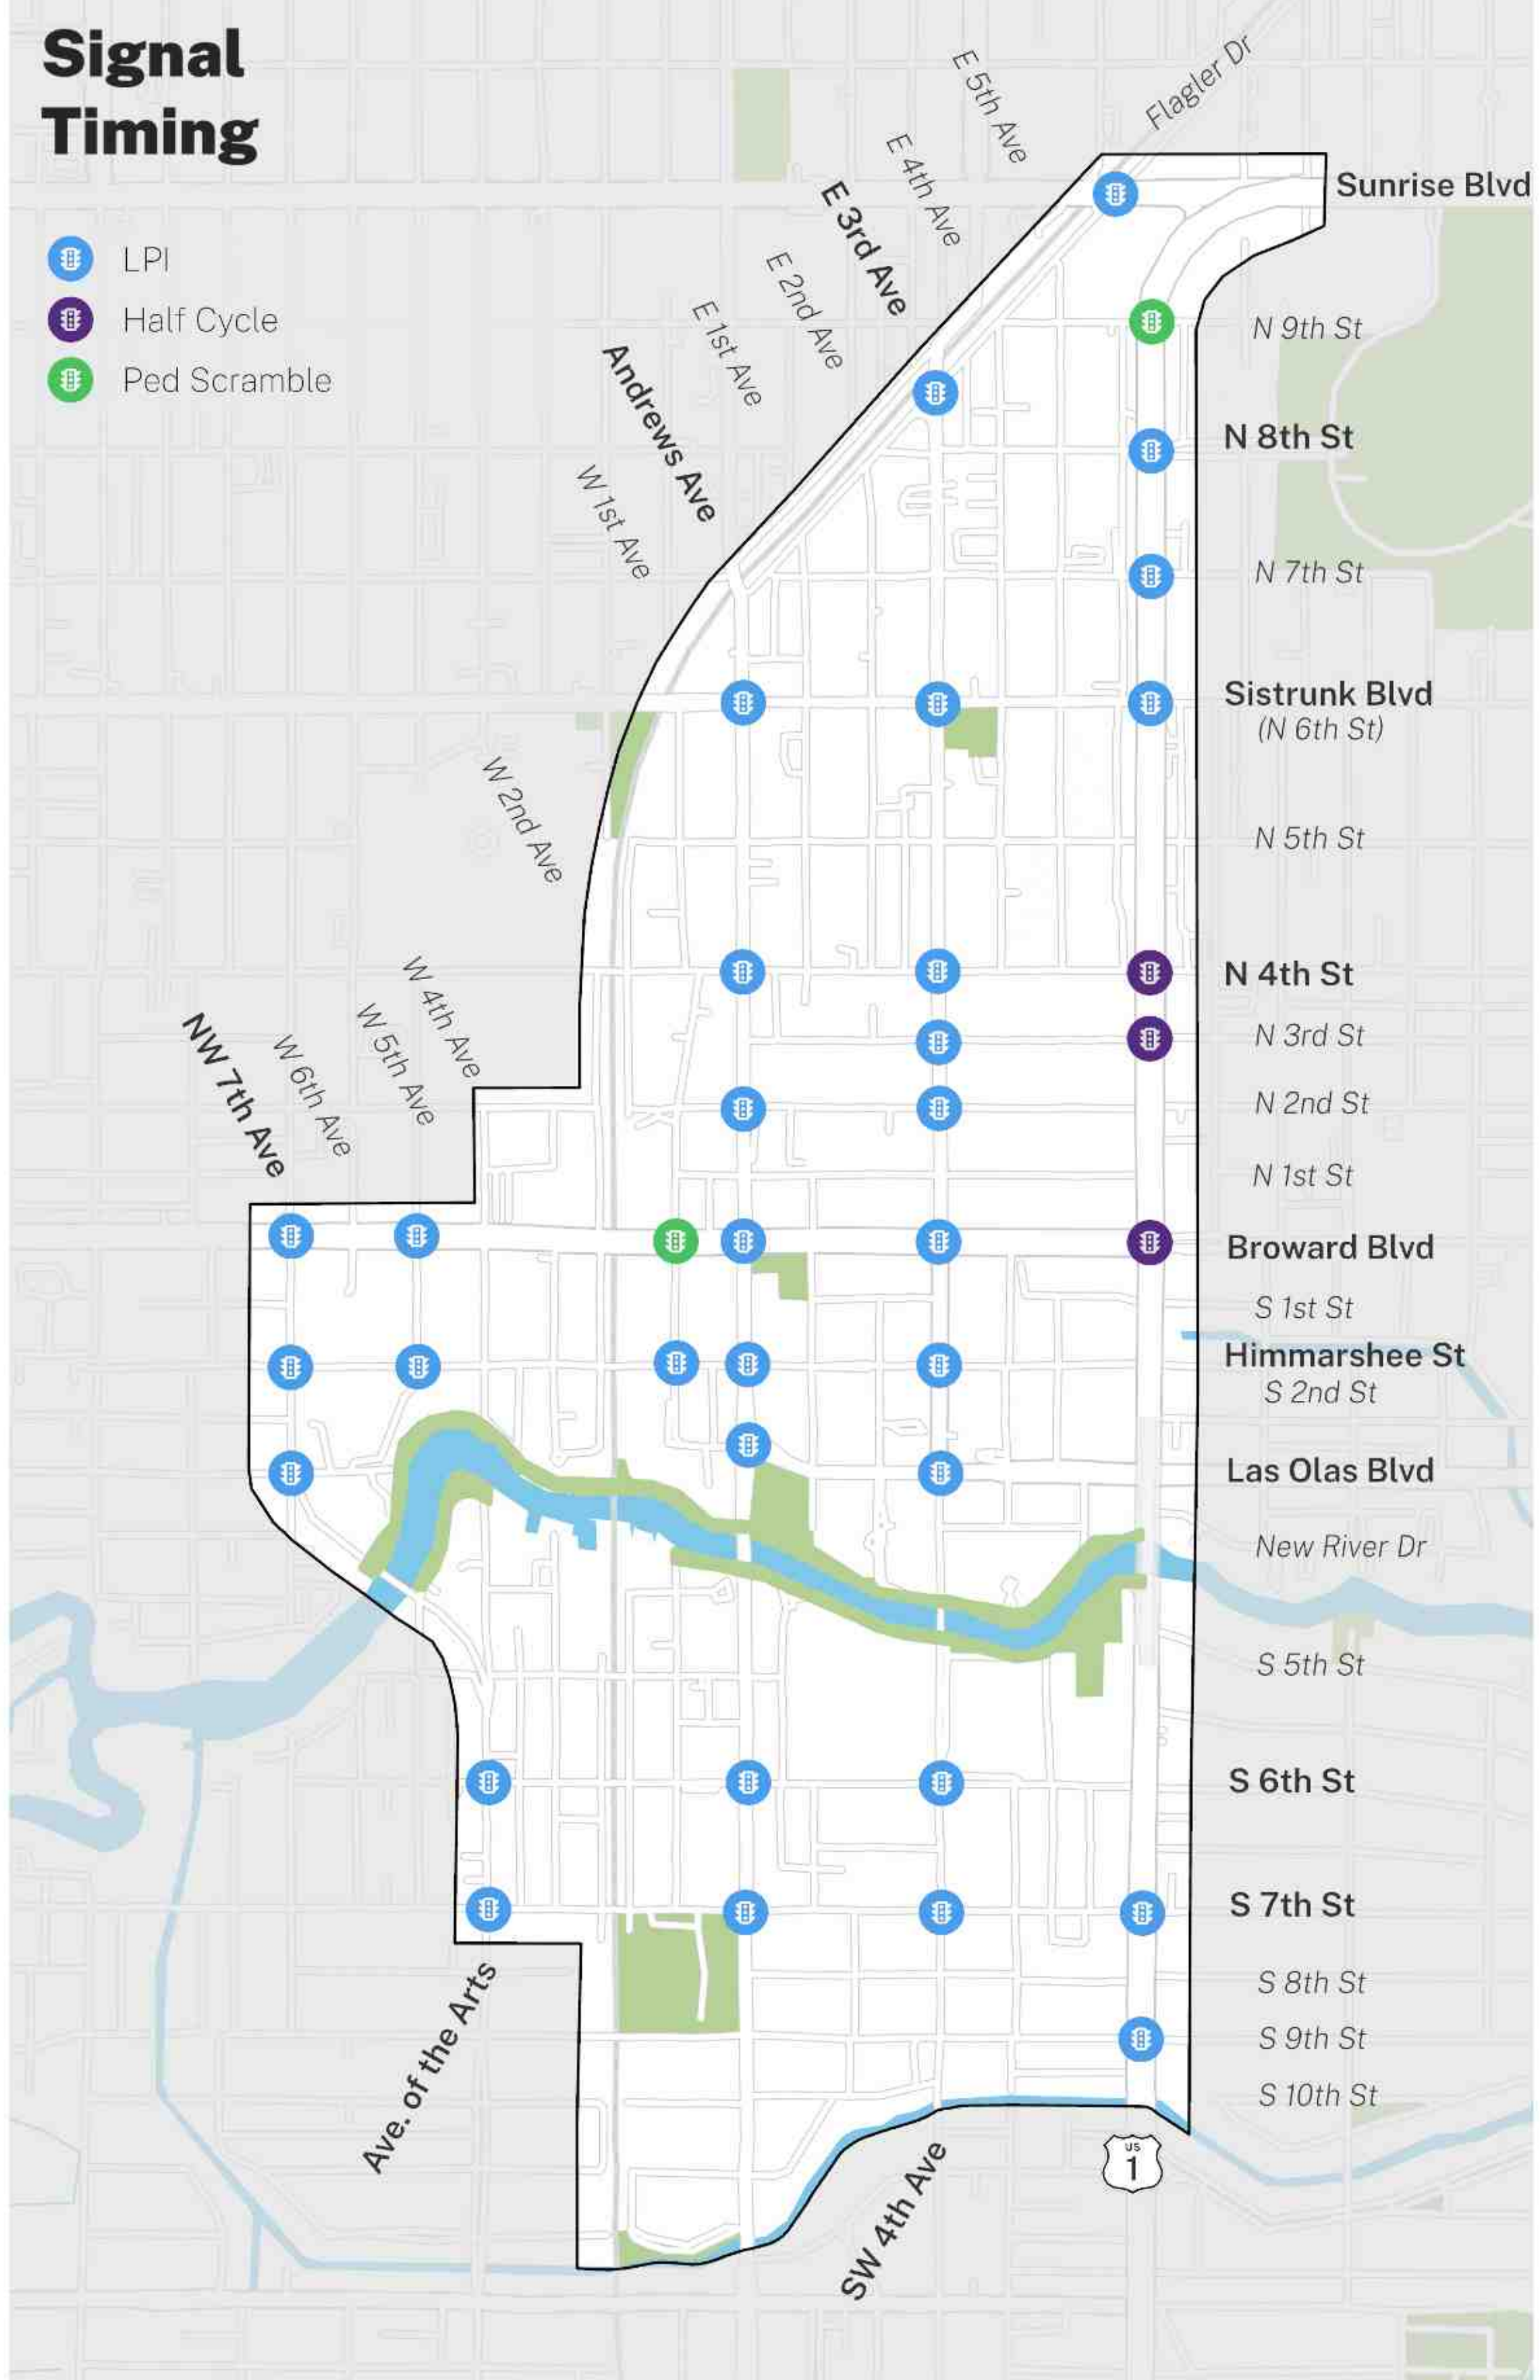 Signal
Timing
LPI
Half Cycle
Ped Scramble
E 5th Ave
Flagler Dr
E 4th Ave
E 3rd Ave
E 2nd Ave
E 1st Ave
Andrews Ave
W 1st Ave
W 2nd Ave
W 4th Ave
W 5th Ave
W 6th Ave
NW 7th Ave
Sunrise Blvd
N 9th St
N 8th St
N 7th St
Sistrunk Blvd
(N 6th St)
N 5th St
N 4th St
N 3rd St
N 2nd St
N 1st St
Broward Blvd
S 1st St
Himmarshee St
S 2nd St
Las Olas Blvd
New River Dr
S 5th St
S 6th St
S 7th St
S 8th St
S 9th St
S 10th St
Ave. of the Arts
SW 4th Ave
US
1